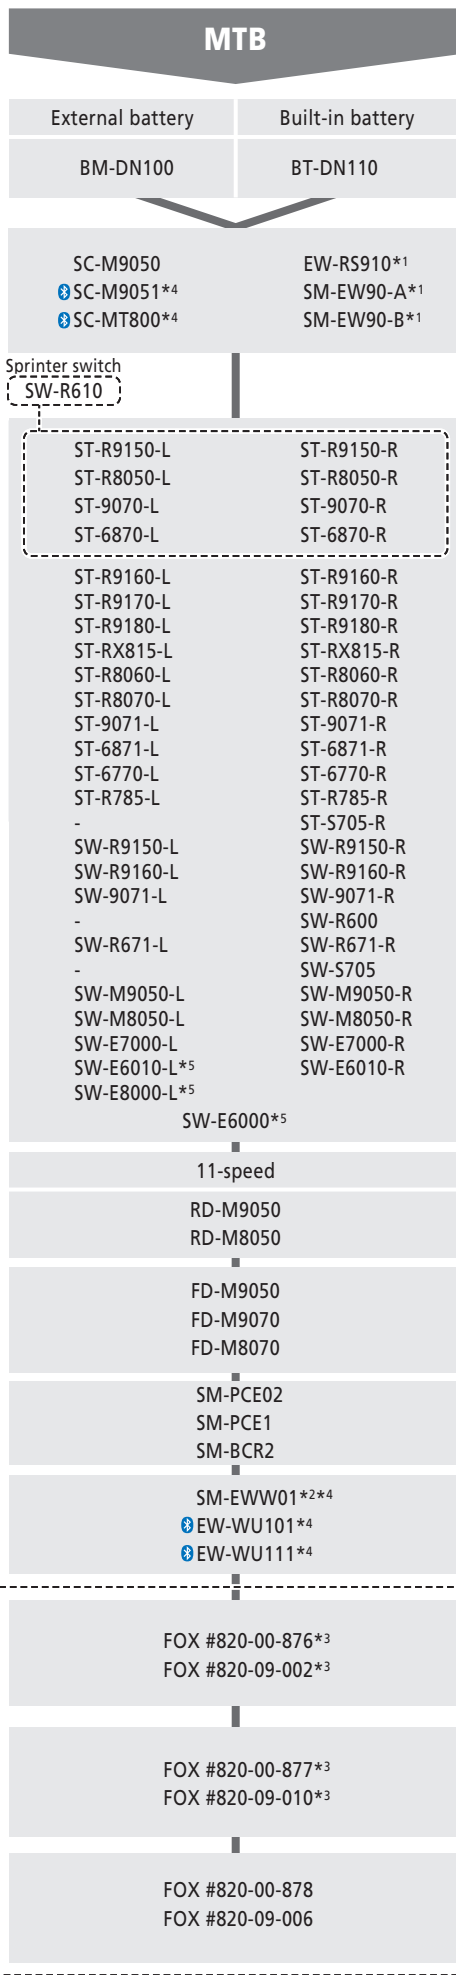 MTB
External battery Built-in battery
BM-DN100 BT-DN110
SC-M9050 EW-RS910*1
SC-M9051*4 SM-EW90-A*1
SC-MT800*4 SM-EW90-B*1
Sprinter switch
SW-R610
ST-R9150-L ST-R9150-R
ST-R8050-L ST-R8050-R
ST-9070-L ST-9070-R
ST-6870-L ST-6870-R
ST-R9160-L ST-R9160-R
ST-R9170-L ST-R9170-R
ST-R9180-L ST-R9180-R
ST-RX815-L ST-RX815-R
ST-R8060-L ST-R8060-R
ST-R8070-L ST-R8070-R
ST-9071-L ST-9071-R
ST-6871-L ST-6871-R
ST-6770-L ST-6770-R
ST-R785-L ST-R785-R
- ST-S705-R
SW-R9150-L SW-R9150-R
SW-R9160-L SW-R9160-R
SW-9071-L SW-9071-R
- SW-R600
SW-R671-L SW-R671-R
- SW-S705
SW-M9050-L SW-M9050-R
SW-M8050-L SW-M8050-R
SW-E7000-L SW-E7000-R
SW-E6010-L*5 SW-E6010-R
SW-E8000-L*5
SW-E6000*5
11-speed
RD-M9050
RD-M8050
FD-M9050
FD-M9070
FD-M8070
SM-PCE02
SM-PCE1
SM-BCR2
SM-EWW01*2*4
EW-WU101*4
EW-WU111*4
FOX #820-00-876*3
FOX #820-09-002*3
FOX #820-00-877*3
FOX #820-09-010*3
FOX #820-00-878
FOX #820-09-006